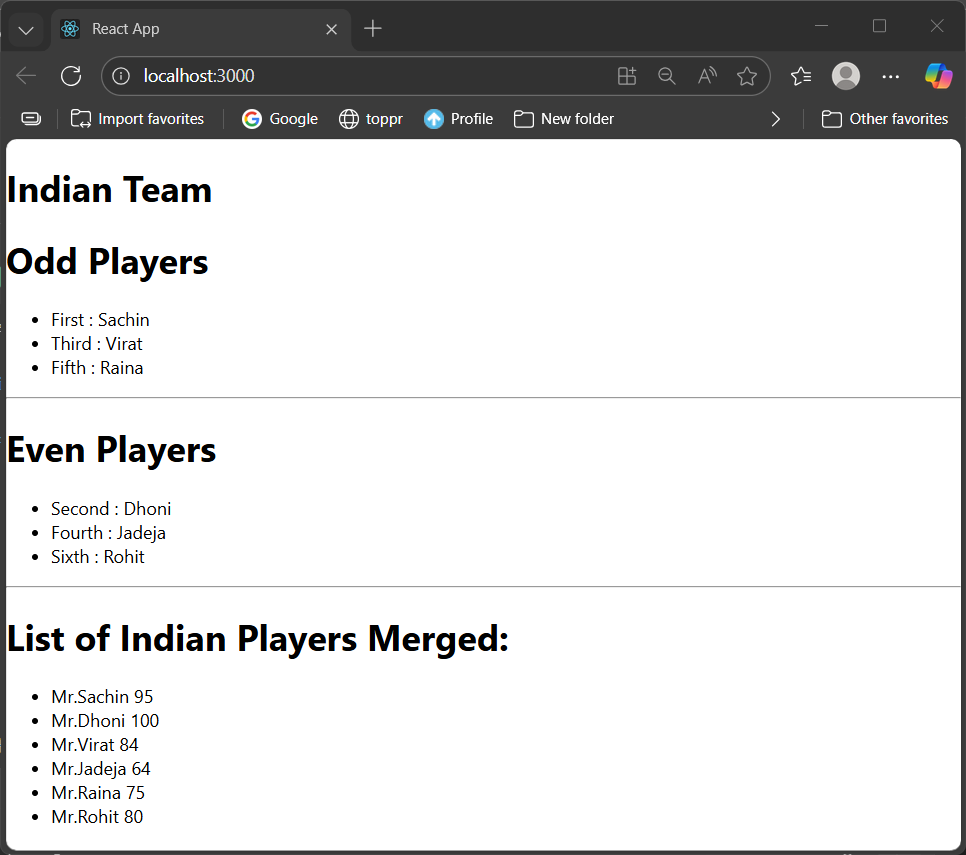 React App
localhost:3000
Import favorites Google toppr Profile New folder Other favorites
Indian Team
Odd Players
First : Sachin
Third : Virat
Fifth : Raina
Even Players
Second : Dhoni
Fourth : Jadeja
Sixth : Rohit
List of Indian Players Merged:
Mr.Sachin 95
Mr.Dhoni 100
Mr.Virat 84
Mr.Jadeja 64
Mr.Raina 75
Mr.Rohit 80